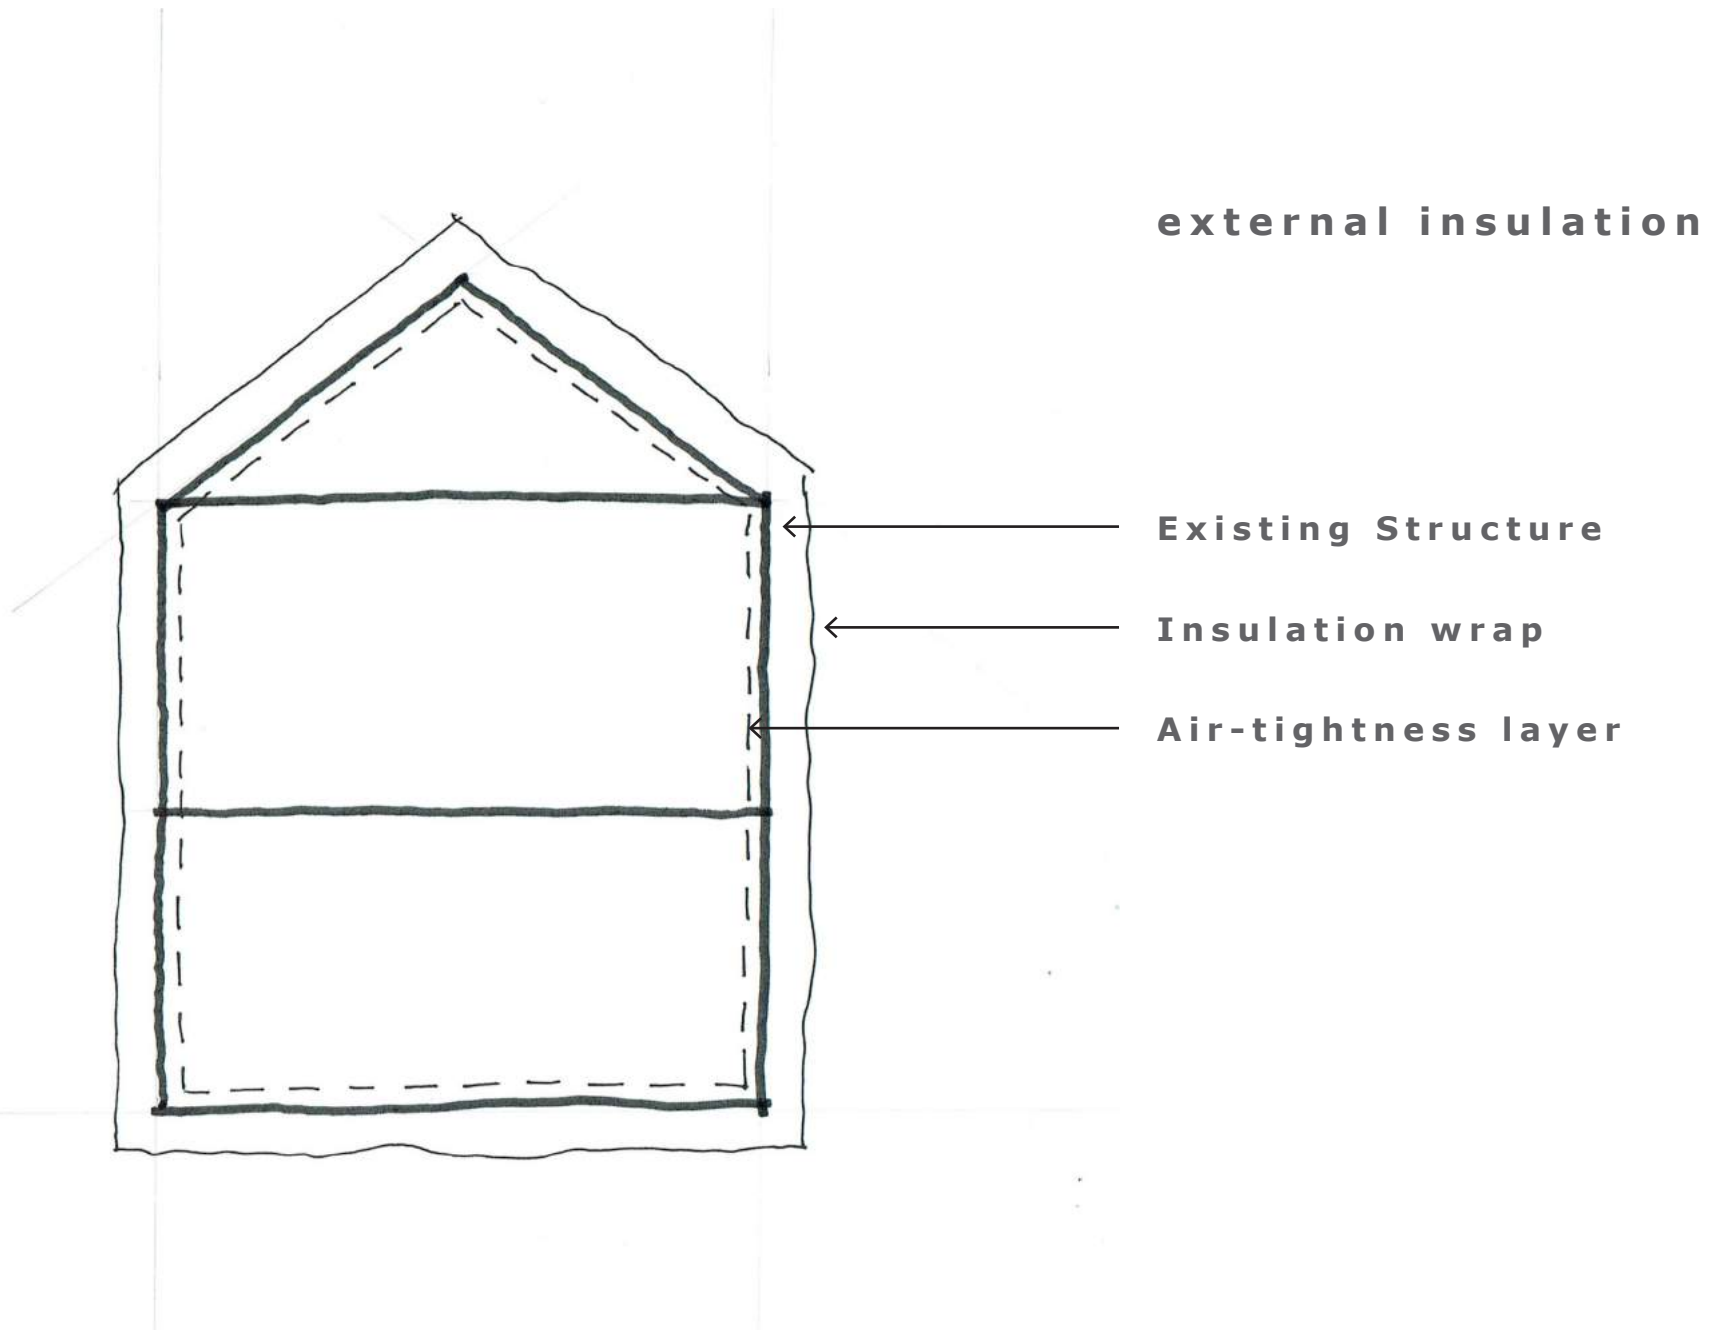 external insulation
Existing Structure
Insulation wrap
Air-tightness layer